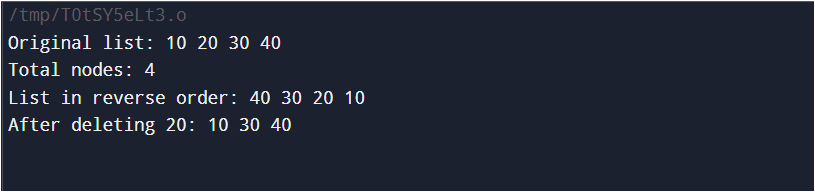 /tmp/T0tSY5eLt3.o
Original list: 10 20 30 40
Total nodes: 4
List in reverse order: 40 30 20 10
After deleting 20: 10 30 40